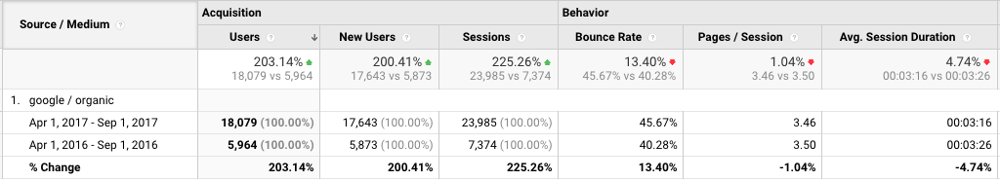 Source / Medium ? Acquisition Behavior
Users ? ↓ New Users ? Sessions ? Bounce Rate ? Pages / Session ? Avg. Session Duration ?
203.14% 200.41% 225.26% 13.40% 1.04% 4.74%
18,079 vs 5,964 17,643 vs 5,873 23,985 vs 7,374 45.67% vs 40.28% 3.46 vs 3.50 00:03:16 vs 00:03:26
1. google / organic
Apr 1, 2017 - Sep 1, 2017 18,079 (100.00%) 17,643 (100.00%) 23,985 (100.00%) 45.67% 3.46 00:03:16
Apr 1, 2016 - Sep 1, 2016 5,964 (100.00%) 5,873 (100.00%) 7,374 (100.00%) 40.28% 3.50 00:03:26
% Change 203.14% 200.41% 225.26% 13.40% -1.04% -4.74%